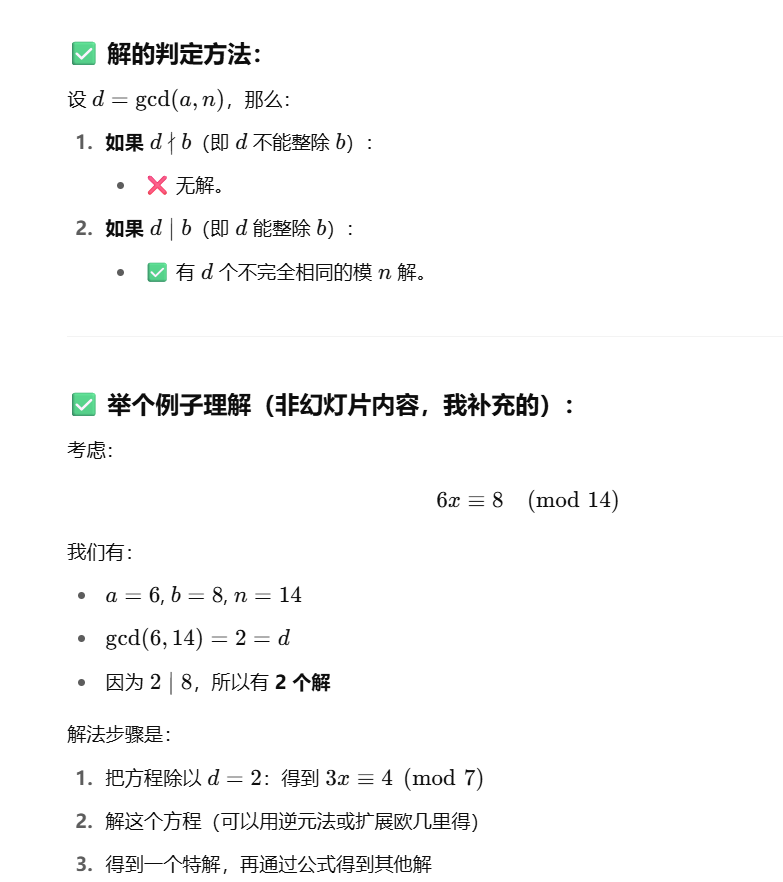 ✅ 解的判定方法：
设 d = gcd(a, n)，那么：
1. 如果 d ∤ b（即 d 不能整除 b）：
• ❌ 无解。
2. 如果 d | b（即 d 能整除 b）：
• ✅ 有 d 个不完全相同的模 n 解。
✅ 举个例子理解（非幻灯片内容，我补充的）：
考虑：
6x ≡ 8 (mod 14)
我们有：
• a = 6, b = 8, n = 14
• gcd(6, 14) = 2 = d
• 因为 2 | 8，所以有 2 个解
解法步骤是：
1. 把方程除以 d = 2：得到 3x ≡ 4 (mod 7)
2. 解这个方程（可以用逆元法或扩展欧几里得）
3. 得到一个特解，再通过公式得到其他解